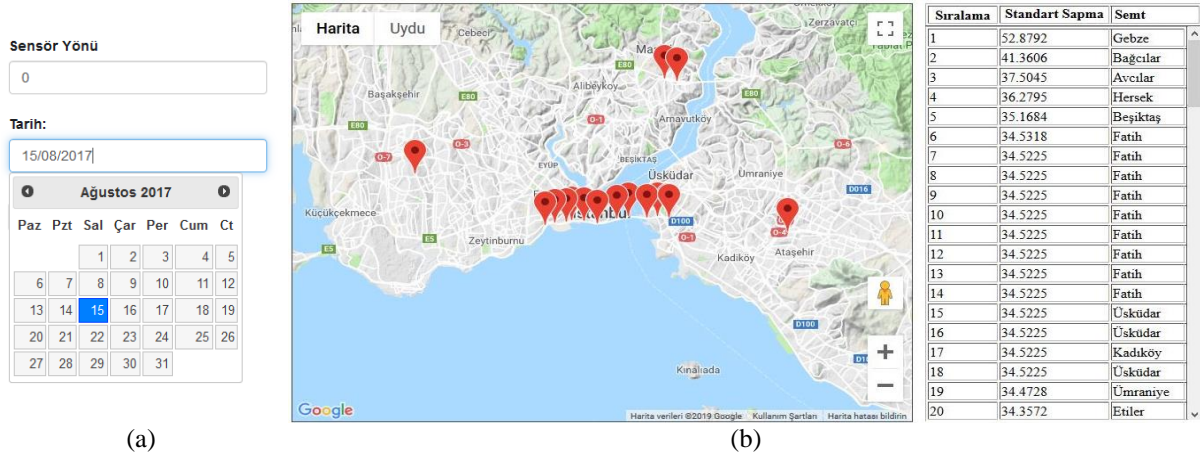 Sensör Yönü
0
Tarih:
15/08/2017
Ağustos 2017
Paz Pzt Sal Çar Per Cum Ct
1 2 3 4 5
6 7 8 9 10 11 12
13 14 15 16 17 18 19
20 21 22 23 24 25 26
27 28 29 30 31
(a)
Harita Uydu
Cebeci
Zerzavatçı
E80
Alibeyköy
Başakşehir
E80
E80
O-1
Arnavutköy
E80
O-3
O-7
O-6
EYÜP
BEŞİKTAŞ
Üsküdar
Ümraniye
D016
Küçükçekmece
İstanbul
D100
E5
E5
Zeytinburnu
O-1
O-4
Kadıköy
Ataşehir
D100
Kınalıada
Google
Harita verileri ©2019 Google Kullanım Şartları Harita hatası bildirin
(b)
Sıralama Standart Sapma Semt
1 52.8792 Gebze
2 41.3606 Bağcılar
3 37.5045 Avcılar
4 36.2795 Hersek
5 35.1684 Beşiktaş
6 34.5318 Fatih
7 34.5225 Fatih
8 34.5225 Fatih
9 34.5225 Fatih
10 34.5225 Fatih
11 34.5225 Fatih
12 34.5225 Fatih
13 34.5225 Fatih
14 34.5225 Fatih
15 34.5225 Üsküdar
16 34.5225 Üsküdar
17 34.5225 Kadıköy
18 34.5225 Üsküdar
19 34.4728 Ümraniye
20 34.3572 Etiler